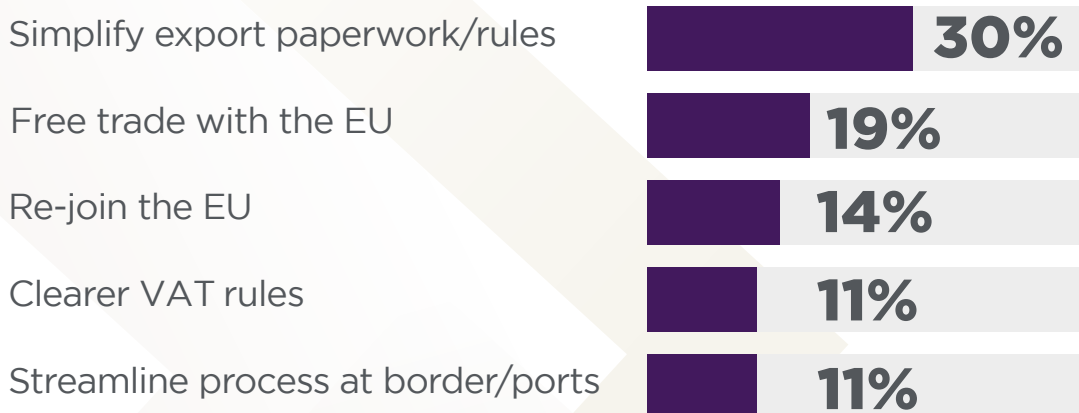 Simplify export paperwork/rules 30%
Free trade with the EU 19%
Re-join the EU 14%
Clearer VAT rules 11%
Streamline process at border/ports 11%